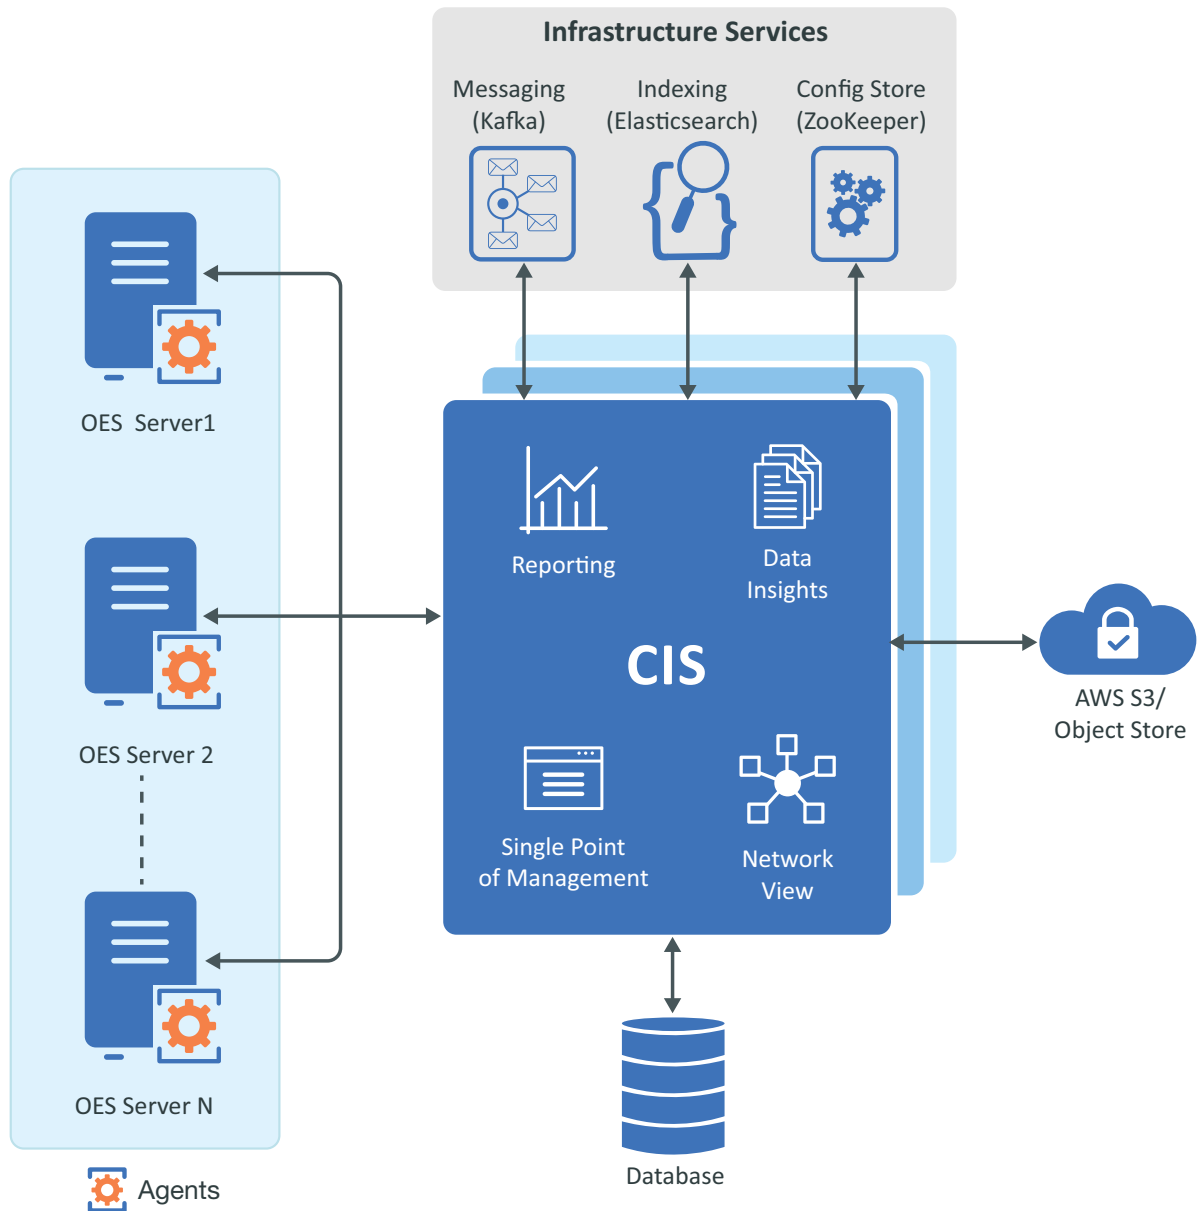 Infrastructure Services
Messaging
(Kafka)
Indexing
(Elasticsearch)
Config Store
(ZooKeeper)
OES  Server1
OES Server 2
OES Server N
Agents
Reporting
Data
Insights
CIS
Single Point
of Management
Network
View
AWS S3/
Object Store
Database